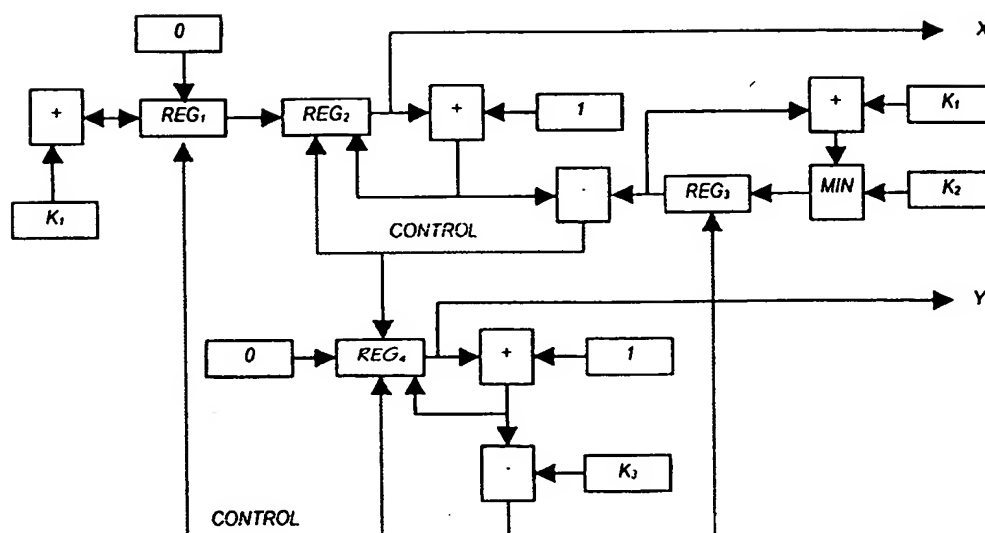 0
X
+
REG₁
REG₂
+
1
+
K₁
K₁
-
REG₃
MIN
K₂
CONTROL
Y
0
REG₄
+
1
-
K₃
CONTROL